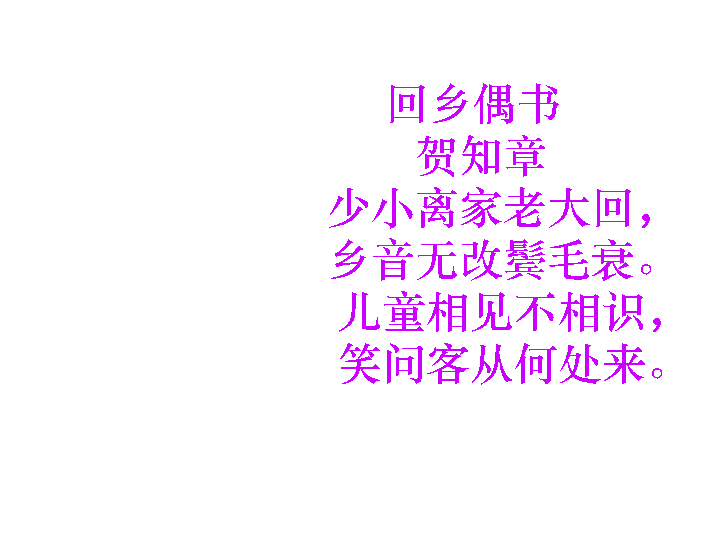 回乡偶书
贺知章
少小离家老大回，
乡音无改鬓毛衰。
儿童相见不相识，
笑问客从何处来。